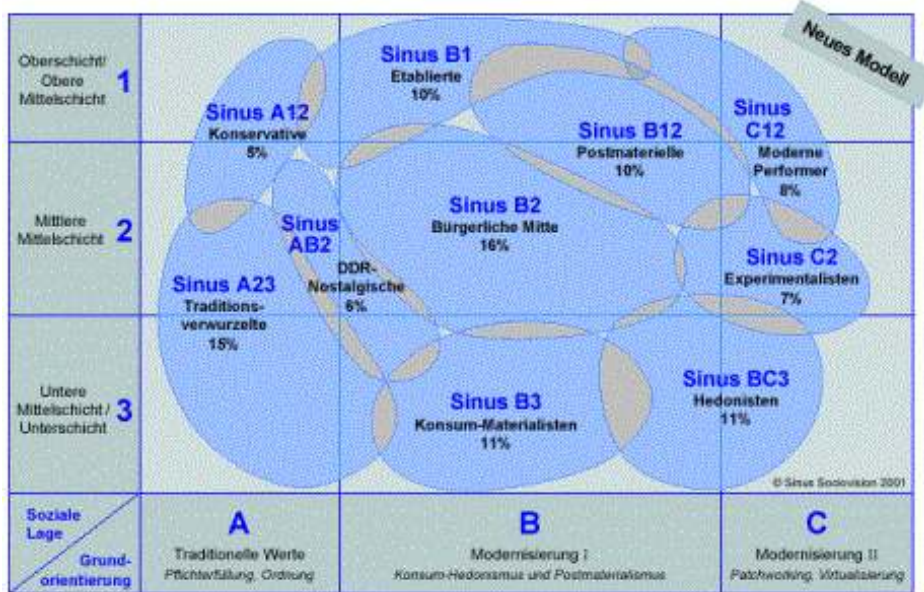 Neues Modell
Oberschicht/
Obere
Mittelschicht
1
Sinus B1
Etablierte
10%
Sinus A12
Konservative
5%
Sinus B12
Postmaterielle
10%
Sinus
C12
Moderne
Performer
8%
Mittlere
Mittelschicht
2
Sinus
AB2
DDR-
Nostalgische
6%
Sinus B2
Bürgerliche Mitte
16%
Sinus C2
Experimentalisten
7%
Sinus A23
Traditions-
verwurzelte
15%
Untere
Mittelschicht /
Unterschicht
3
Sinus B3
Konsum-Materialisten
11%
Sinus BC3
Hedonisten
11%
© Sinus Sociovision 2001
Soziale
Lage
Grund-
orientierung
A
Traditionelle Werte
Pflichterfüllung, Ordnung
B
Modernisierung I
Konsum-Hedonismus und Postmaterialismus
C
Modernisierung II
Patchworking, Virtualisierung